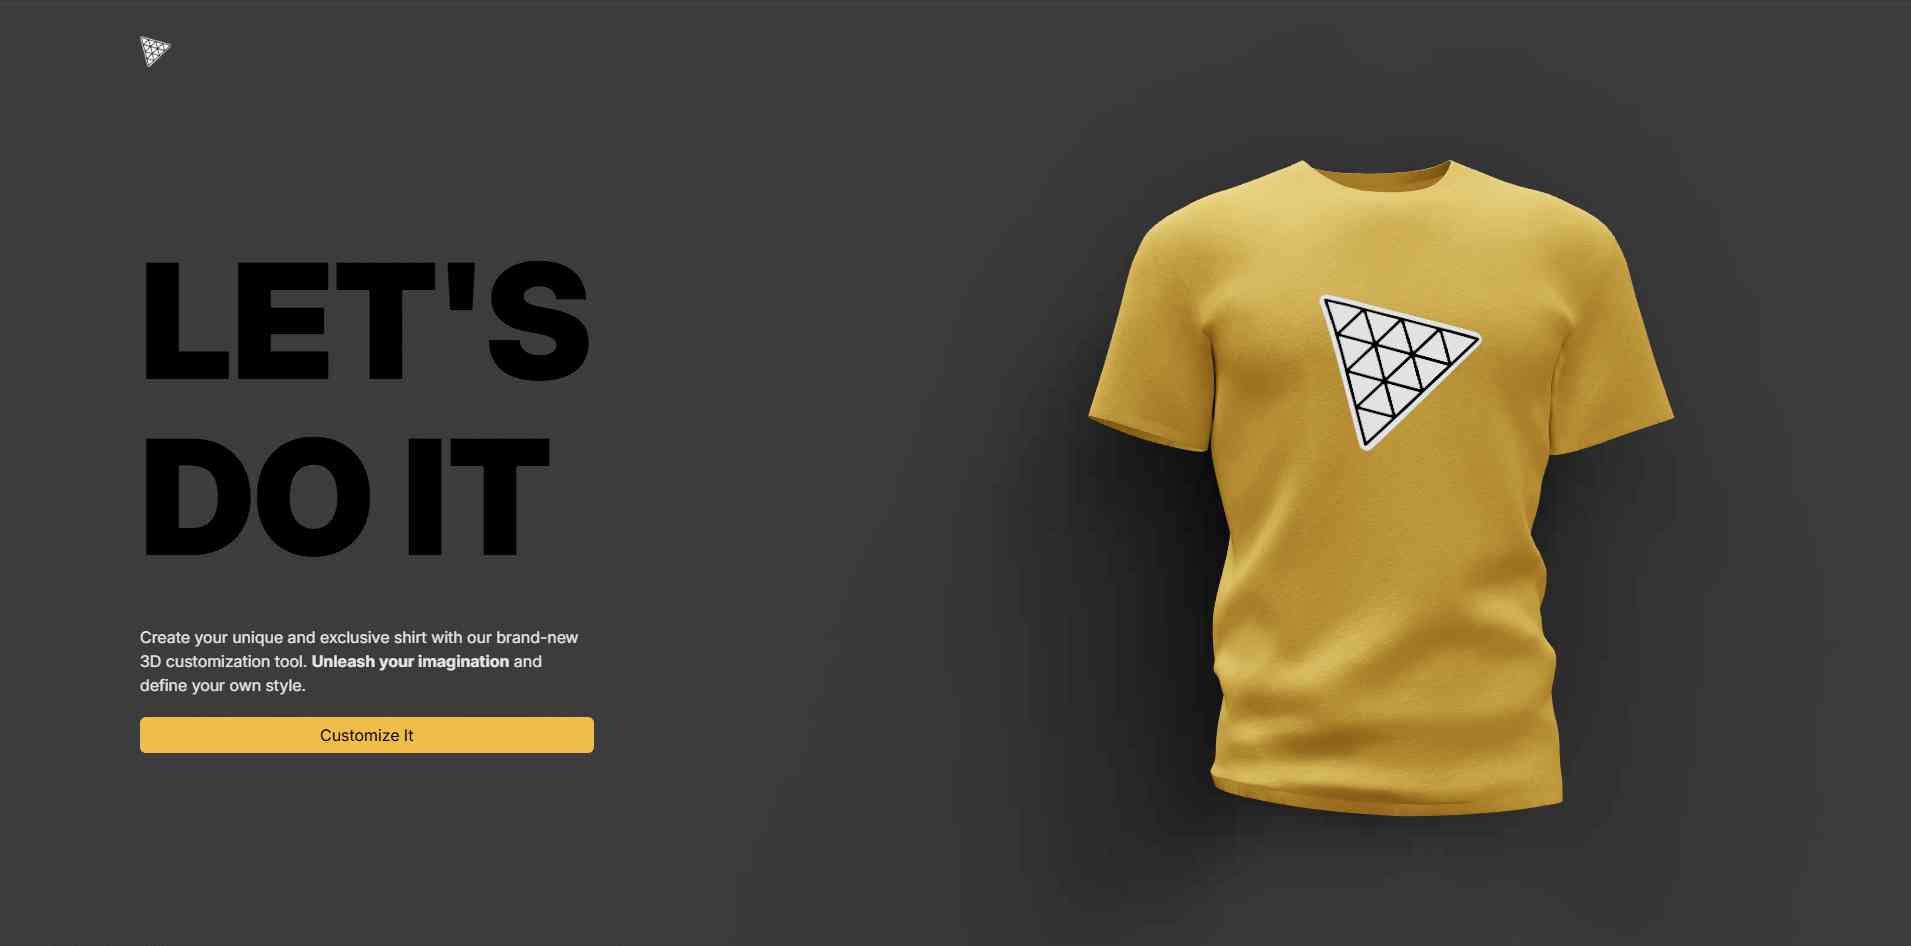 LET'S
DO IT
Create your unique and exclusive shirt with our brand-new
3D customization tool. Unleash your imagination and
define your own style.
Customize It